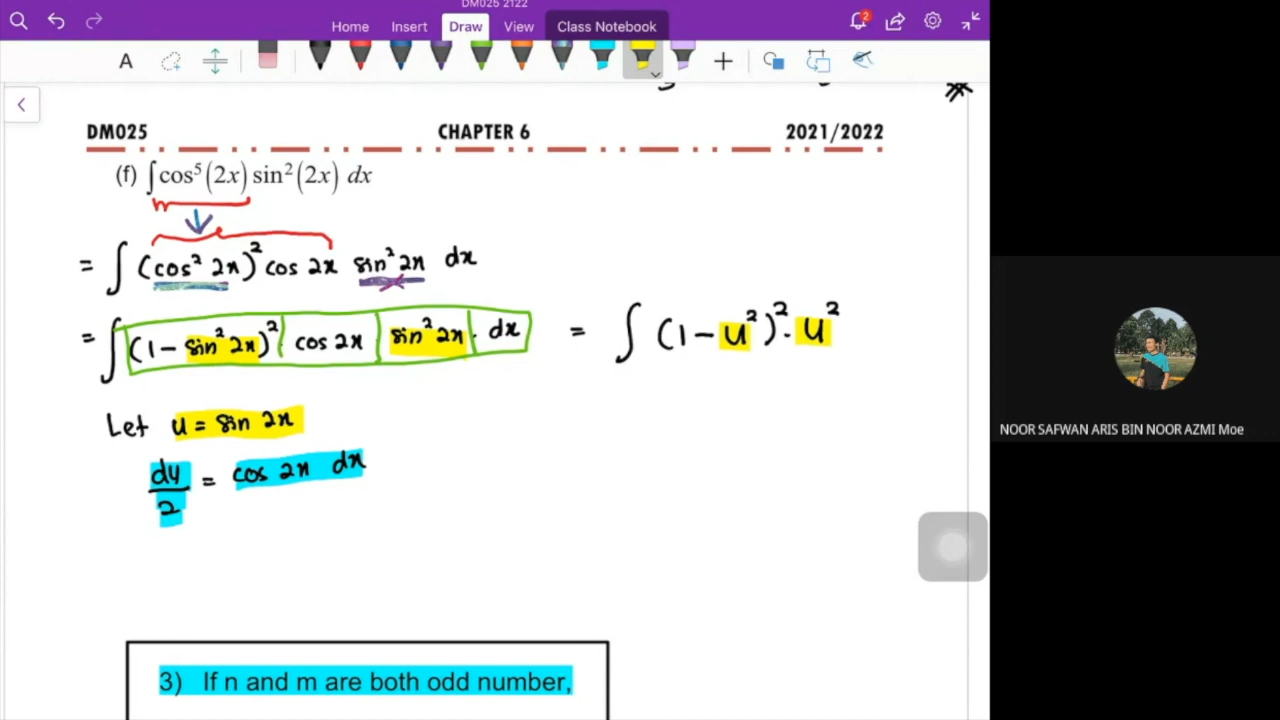 DM025 2122
Home Insert Draw View Class Notebook
2
A
DM025 CHAPTER 6 2021/2022
(f) ∫cos⁵(2x) sin²(2x) dx
= ∫ (cos² 2x)² cos 2x sin² 2x dx
= ∫ (1 − sin² 2x)² cos 2x sin² 2x · dx = ∫ (1 − u²)² · u²
Let u = sin 2x
du/2 = cos 2x dx
3) If n and m are both odd number,
NOOR SAFWAN ARIS BIN NOOR AZMI Moe